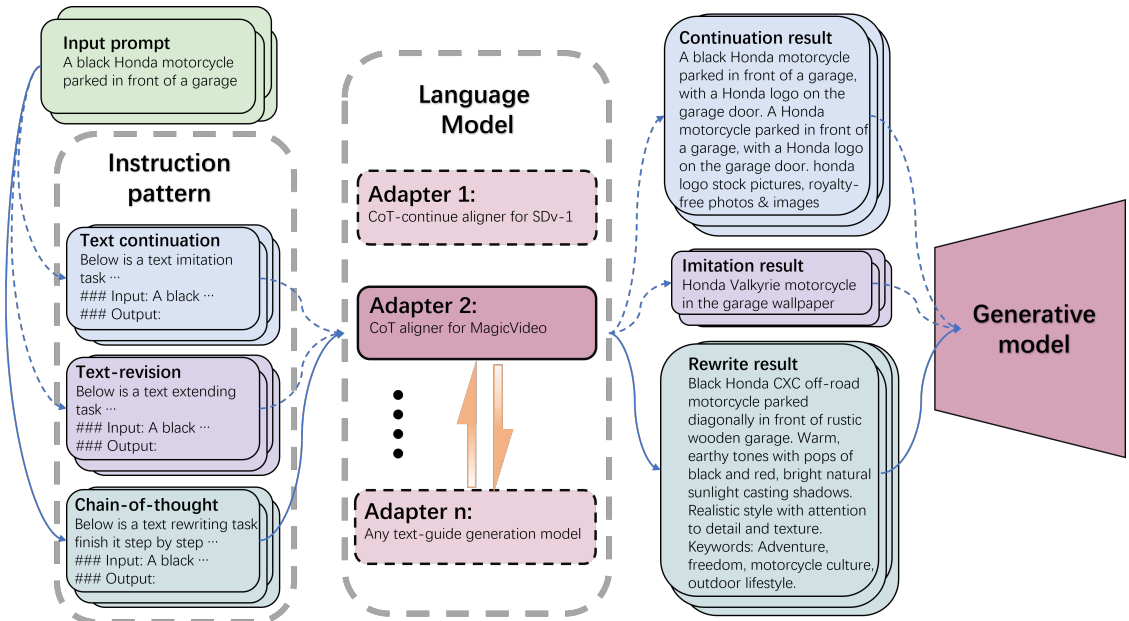 Input prompt
A black Honda motorcycle
parked in front of a garage
Instruction
pattern
Text continuation
Below is a text imitation
task ···
### Input: A black ···
### Output:
Text-revision
Below is a text extending
task ···
### Input: A black ···
### Output:
Chain-of-thought
Below is a text rewriting task
finish it step by step ···
### Input: A black ···
### Output:
Language
Model
Adapter 1:
CoT-continue aligner for SDv-1
Adapter 2:
CoT aligner for MagicVideo
Adapter n:
Any text-guide generation model
Continuation result
A black Honda motorcycle
parked in front of a garage,
with a Honda logo on the
garage door. A Honda
motorcycle parked in front of
a garage, with a Honda logo
on the garage door. honda
logo stock pictures, royalty-
free photos & images
Imitation result
Honda Valkyrie motorcycle
in the garage wallpaper
Rewrite result
Black Honda CXC off-road
motorcycle parked
diagonally in front of rustic
wooden garage. Warm,
earthy tones with pops of
black and red, bright natural
sunlight casting shadows.
Realistic style with attention
to detail and texture.
Keywords: Adventure,
freedom, motorcycle culture,
outdoor lifestyle.
Generative
model